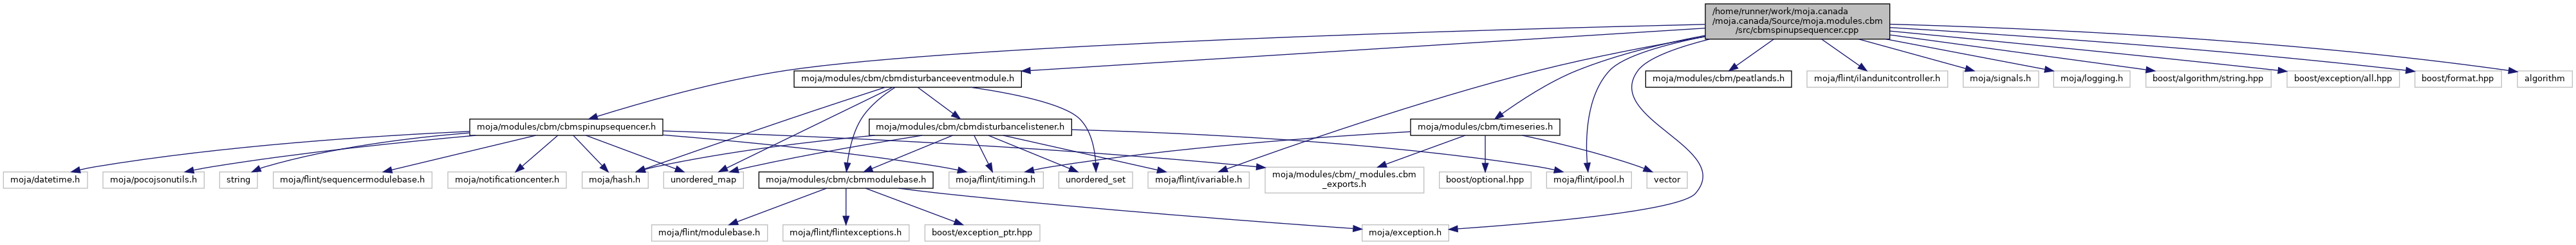 /home/runner/work/moja.canada
/moja.canada/Source/moja.modules.cbm
/src/cbmspinupsequencer.cpp
moja/modules/cbm/cbmdisturbanceeventmodule.h
moja/modules/cbm/peatlands.h
moja/flint/ilandunitcontroller.h
moja/signals.h
moja/logging.h
boost/algorithm/string.hpp
boost/exception/all.hpp
boost/format.hpp
algorithm
moja/modules/cbm/cbmspinupsequencer.h
moja/modules/cbm/cbmdisturbancelistener.h
moja/modules/cbm/timeseries.h
moja/datetime.h
moja/pocojsonutils.h
string
moja/flint/sequencermodulebase.h
moja/notificationcenter.h
moja/hash.h
unordered_map
moja/modules/cbm/cbmmodulebase.h
moja/flint/itiming.h
unordered_set
moja/flint/ivariable.h
moja/modules/cbm/_modules.cbm
_exports.h
boost/optional.hpp
moja/flint/ipool.h
vector
moja/flint/modulebase.h
moja/flint/flintexceptions.h
boost/exception_ptr.hpp
moja/exception.h